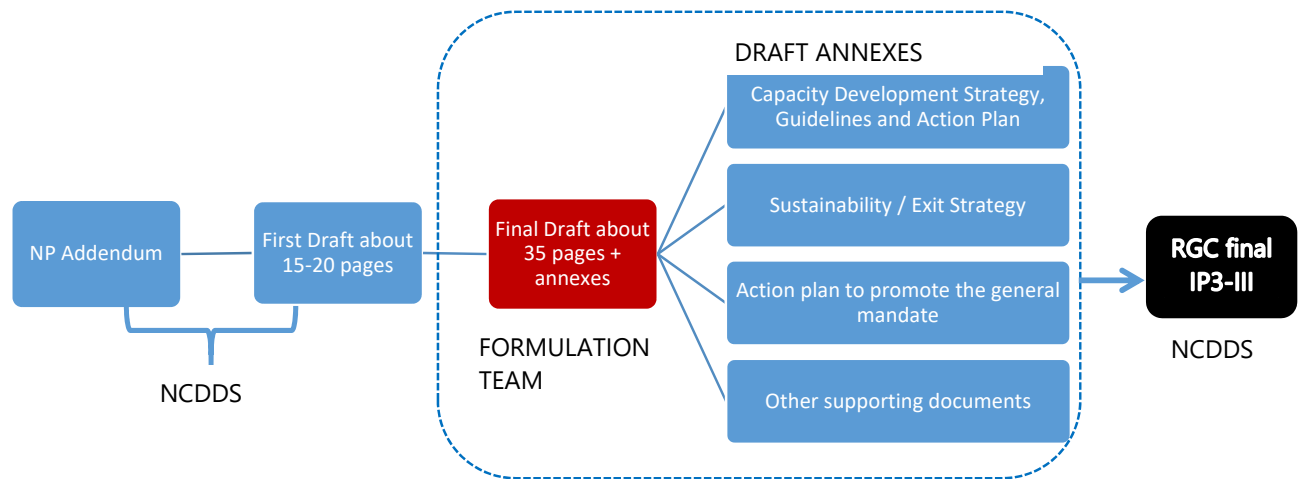 NP Addendum
First Draft about
15-20 pages
NCDDS
Final Draft about
35 pages +
annexes
FORMULATION
TEAM
DRAFT ANNEXES
Capacity Development Strategy,
Guidelines and Action Plan
Sustainability / Exit Strategy
Action plan to promote the general
mandate
Other supporting documents
RGC final
IP3-III
NCDDS